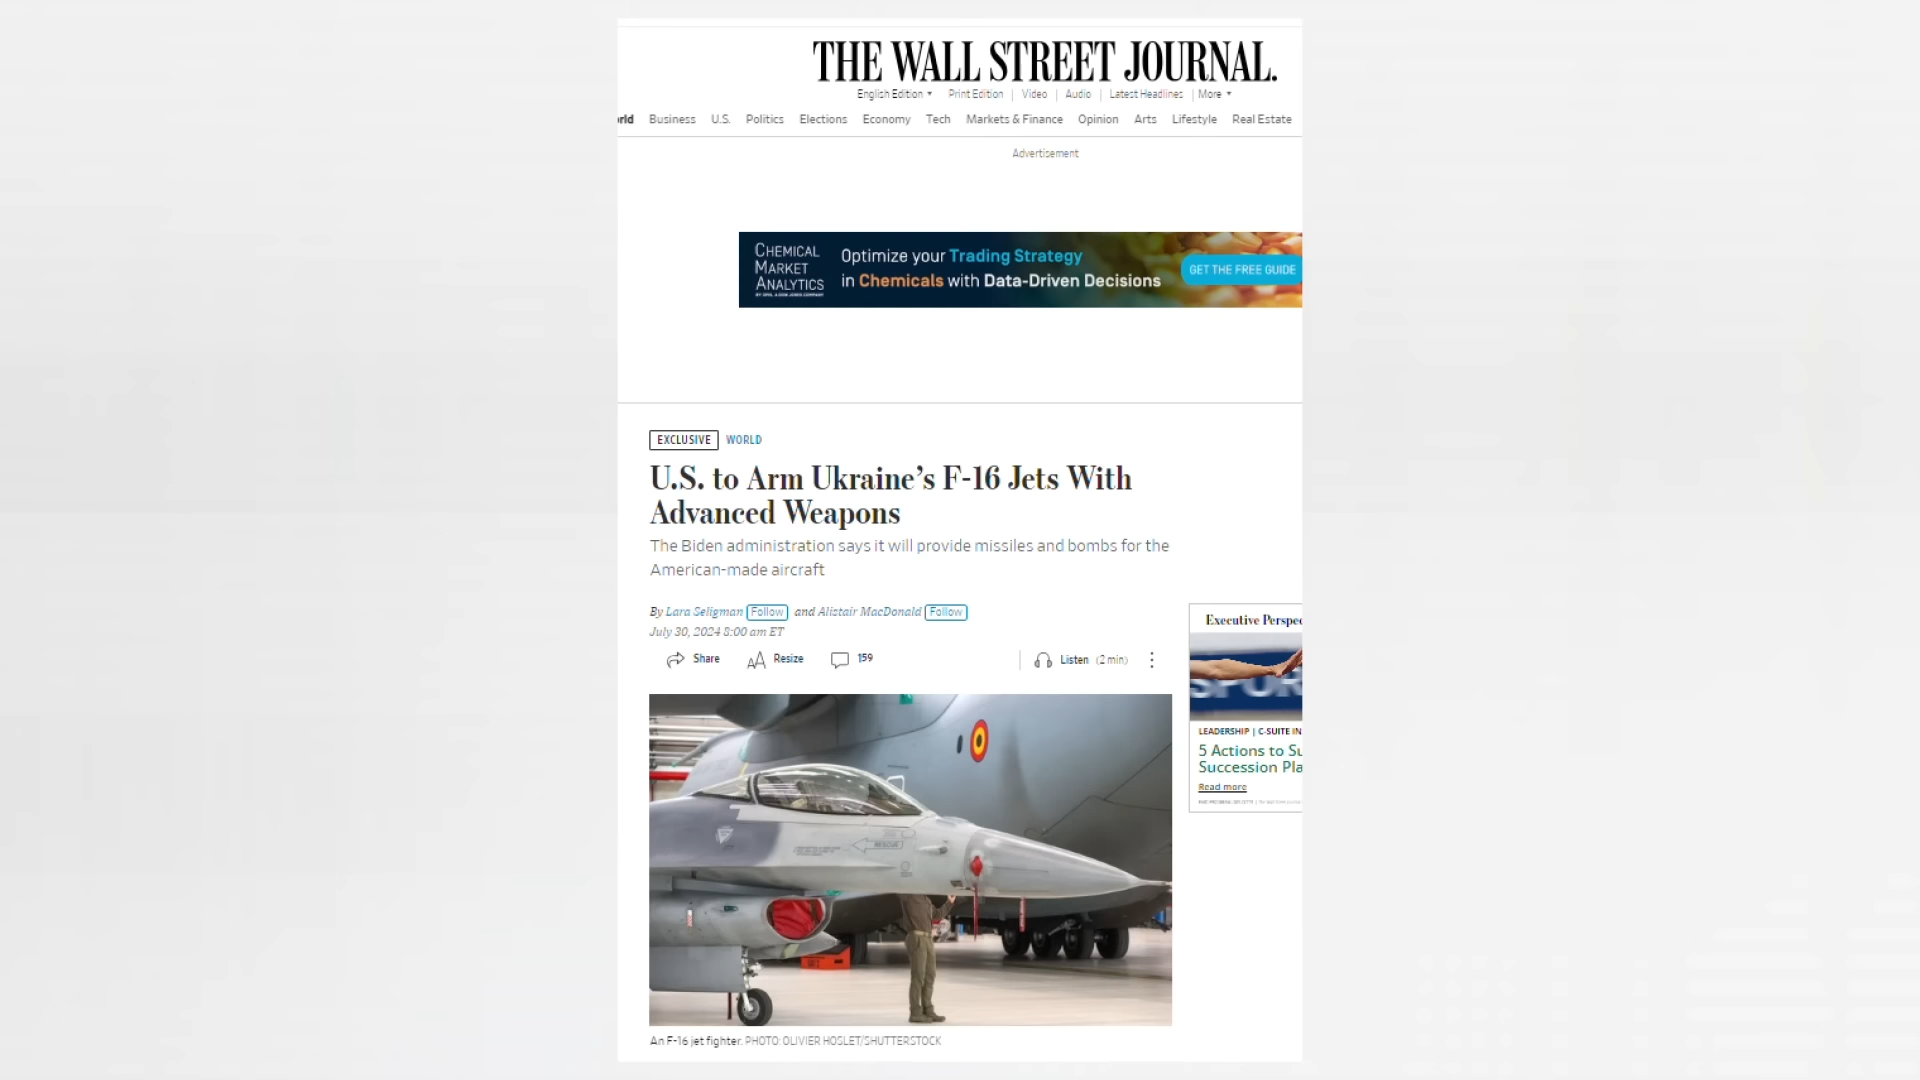 THE WALL STREET JOURNAL.
English Edition Print Edition Video Audio Latest Headlines More
orld Business U.S. Politics Elections Economy Tech Markets & Finance Opinion Arts Lifestyle Real Estate
Advertisement
CHEMICAL
MARKET
ANALYTICS
Optimize your Trading Strategy
in Chemicals with Data-Driven Decisions
GET THE FREE GUIDE
EXCLUSIVE WORLD
U.S. to Arm Ukraine's F-16 Jets With
Advanced Weapons
The Biden administration says it will provide missiles and bombs for the
American-made aircraft
By Lara Seligman Follow and Alistair MacDonald Follow
July 30, 2024 8:00 am ET
Share Resize 159 Listen (2 min)
Executive Perspec
SPOR
LEADERSHIP | C-SUITE IN
5 Actions to Su
Succession Pla
Read more
RESCUE
An F-16 jet fighter. PHOTO: OLIVIER HOSLET/SHUTTERSTOCK